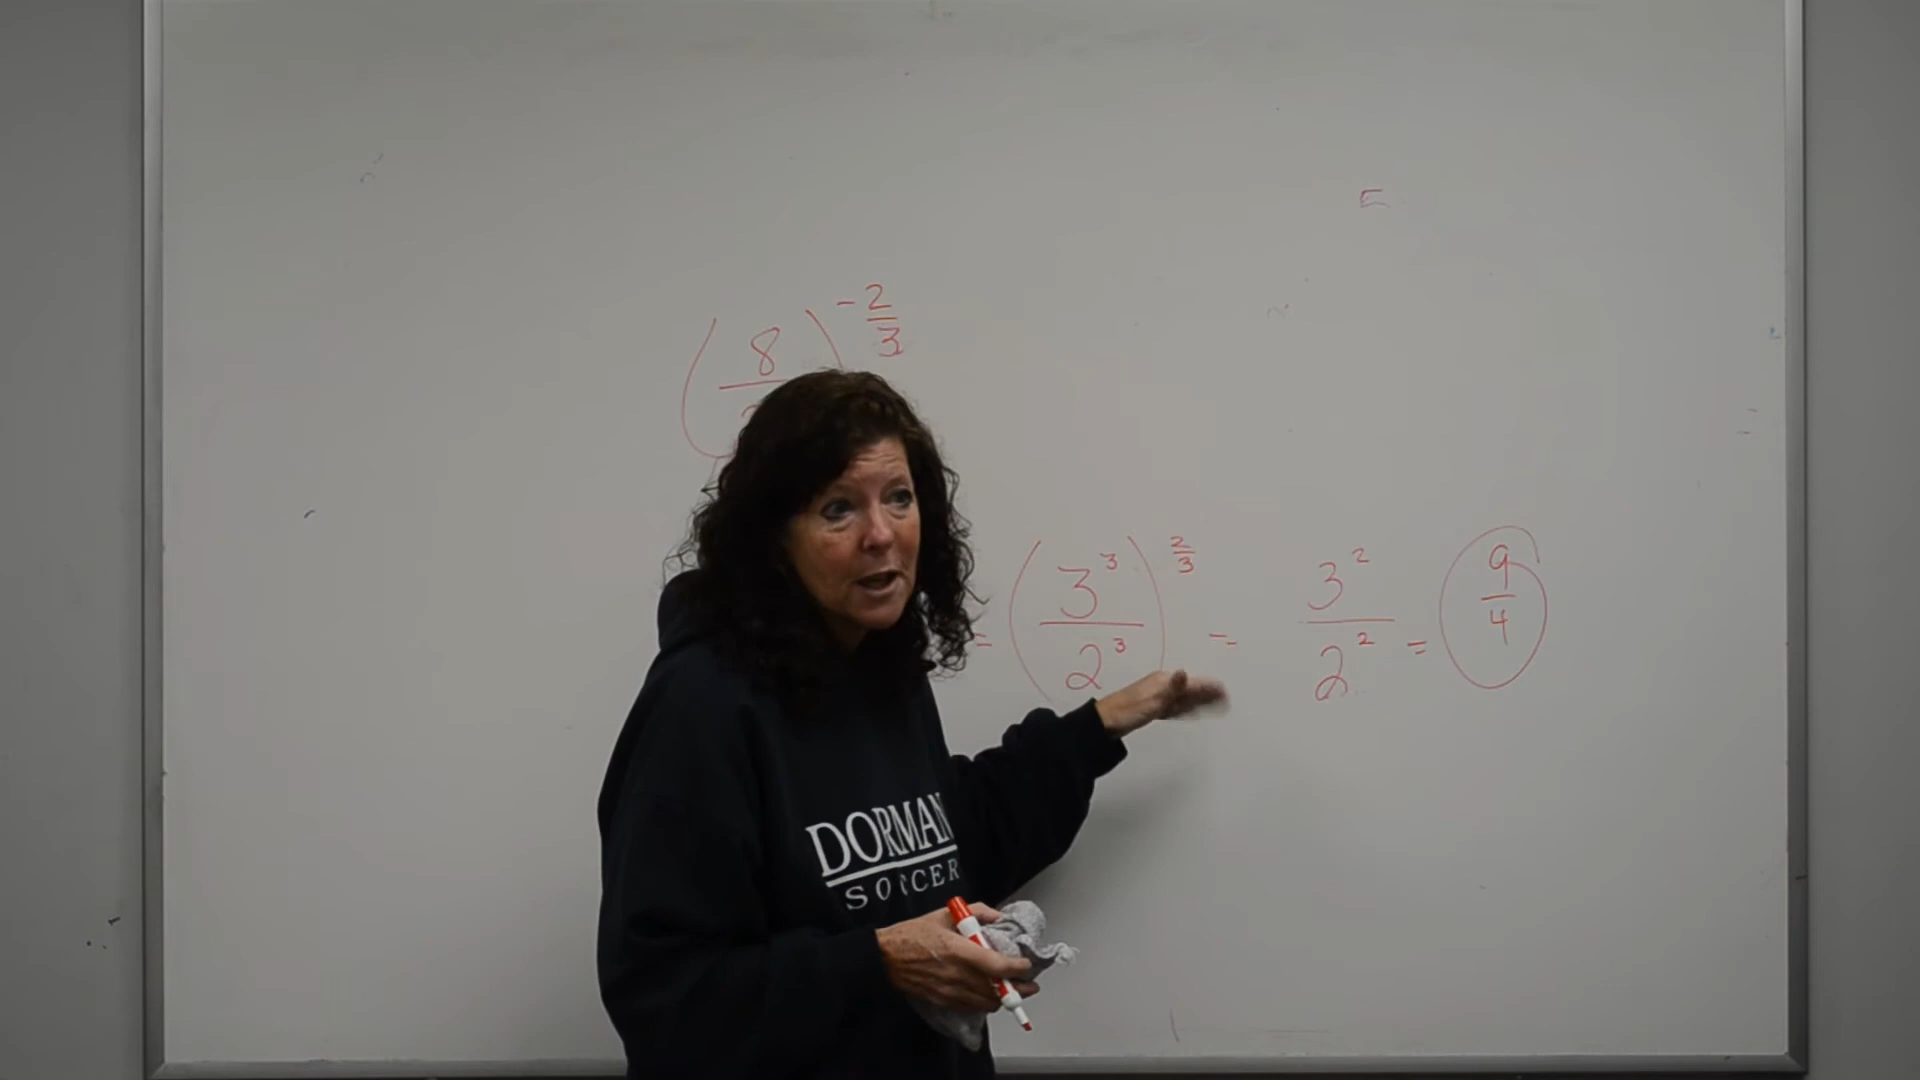 (8/ )^-2/3
= (3^3/2^3)^2/3 = 3^2/2^2 = 9/4
DORMAN
SOCCER